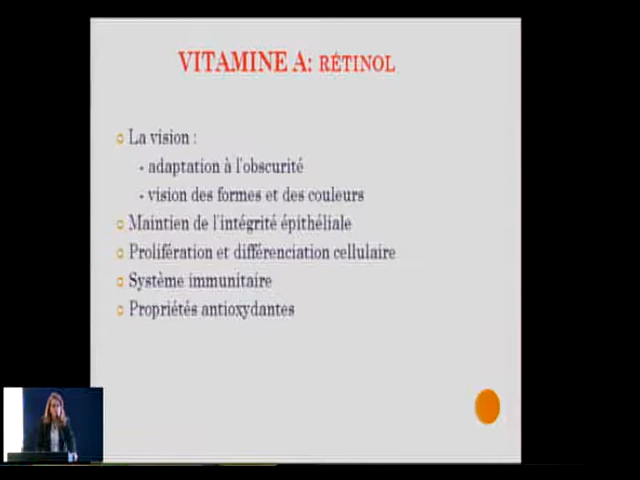 VITAMINE A: RÉTINOL
La vision :
- adaptation à l'obscurité
- vision des formes et des couleurs
Maintien de l'intégrité épithéliale
Prolifération et différenciation cellulaire
Système immunitaire
Propriétés antioxydantes